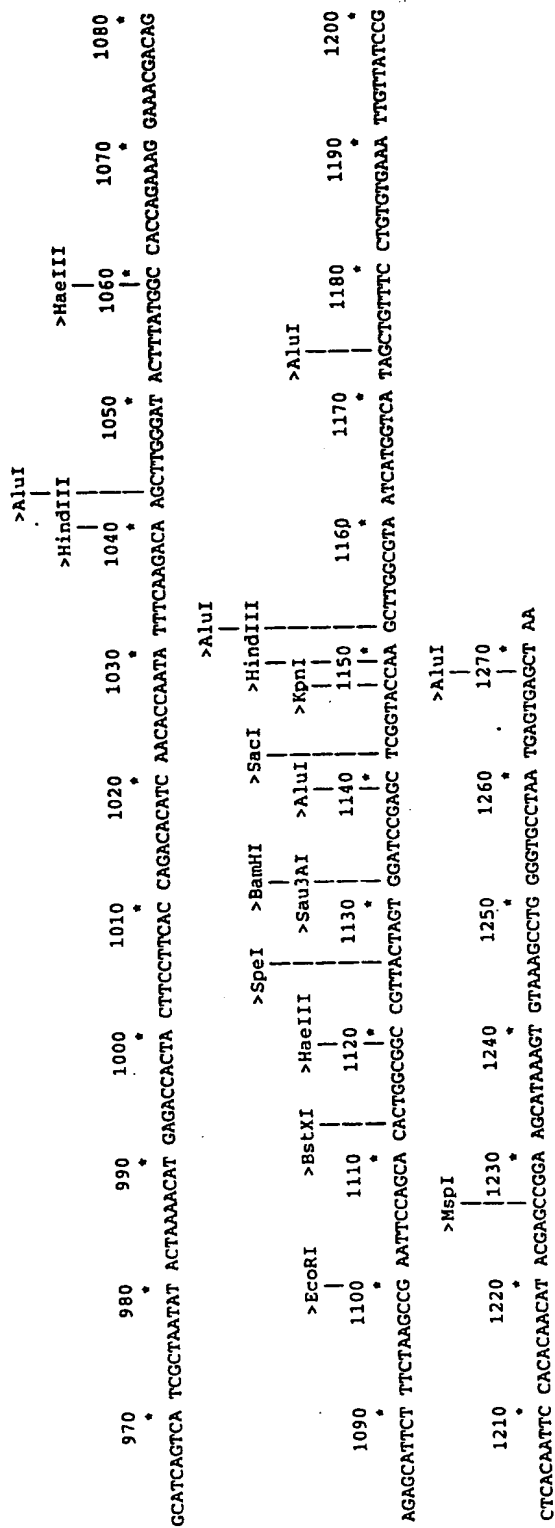 >AluI
>HindIII >HaeIII
970 980 990 1000 1010 1020 1030 1040 1050 1060 1070 1080
* * * * * * * * * * * *
GCATCAGTCA TCGCTAATAT ACTAAAACAT GAGACCACTA CTTCCTTCAC CAGACACATC AACACCAATA TTTCAAGACA AGCTTGGGAT ACTTTATGGC CACCAGAAAG GAAACGACAG
>AluI
>SpeI >BamHI >SacI >HindIII
>EcoRI >BstXI >HaeIII >Sau3AI >AluI >KpnI >AluI
1090 1100 1110 1120 1130 1140 1150 1160 1170 1180 1190 1200
* * * * * * * * * * * *
AGAGCATTCT TTCTAAGCCG AATTCCAGCA CACTGGCGGC CGTTACTAGT GGATCCGAGC TCGGTACCAA GCTTGGCGTA ATCATGGTCA TAGCTGTTTC CTGTGTGAAA TTGTTATCCG
>MspI >AluI
1210 1220 1230 1240 1250 1260 1270
* * * * * * *
CTCACAATTC CACACAACAT ACGAGCCGGA AGCATAAAGT GTAAAGCCTG GGGTGCCTAA TGAGTGAGCT AA